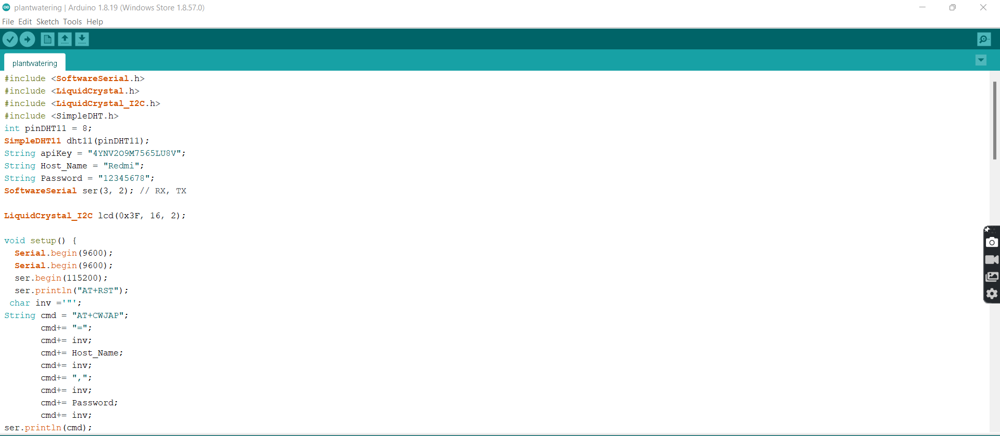 plantwatering | Arduino 1.8.19 (Windows Store 1.8.57.0)
File Edit Sketch Tools Help
plantwatering
#include <SoftwareSerial.h>
#include <LiquidCrystal.h>
#include <LiquidCrystal_I2C.h>
#include <SimpleDHT.h>
int pinDHT11 = 8;
SimpleDHT11 dht11(pinDHT11);
String apiKey = "4YNV2O9M7565LU8V";
String Host_Name = "Redmi";
String Password = "12345678";
SoftwareSerial ser(3, 2); // RX, TX
LiquidCrystal_I2C lcd(0x3F, 16, 2);
void setup() {
Serial.begin(9600);
Serial.begin(9600);
ser.begin(115200);
ser.println("AT+RST");
char inv ='"';
String cmd = "AT+CWJAP";
cmd+= "=";
cmd+= inv;
cmd+= Host_Name;
cmd+= inv;
cmd+= ",";
cmd+= inv;
cmd+= Password;
cmd+= inv;
ser.println(cmd);